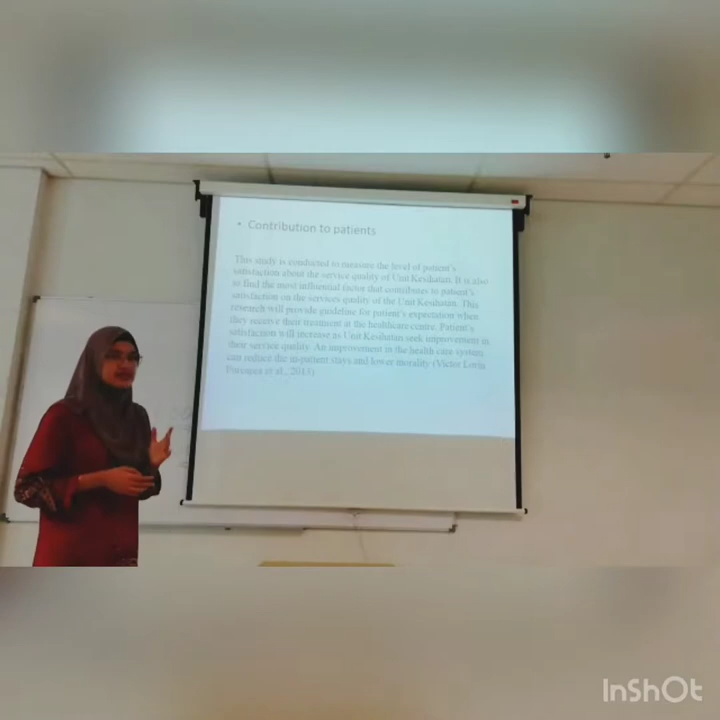 • Contribution to patients
This study is conducted to measure the level of patient's
satisfaction about the service quality of Unit Kesihatan. It is also
to find the most influential factor that contributes to patient's
satisfaction on the services quality of the Unit Kesihatan. This
research will provide guideline for patient's expectation when
they receive their treatment at the healthcare centre. Patient's
satisfaction will increase as Unit Kesihatan seek improvement in
their service quality. An improvement in the health care system
can reduce the in-patient stays and lower morality (Victor Lorin
et al., 2013)
InShOt